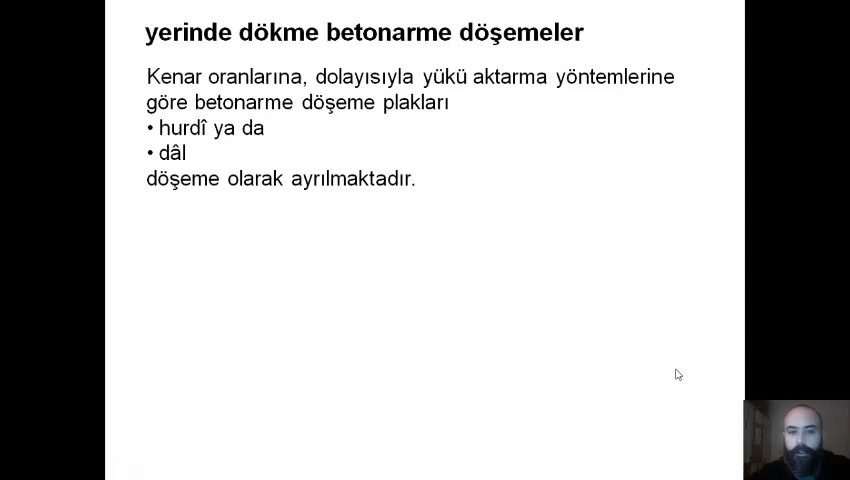 yerinde dökme betonarme döşemeler
Kenar oranlarına, dolayısıyla yükü aktarma yöntemlerine
göre betonarme döşeme plakları
• hurdî ya da
• dâl
döşeme olarak ayrılmaktadır.